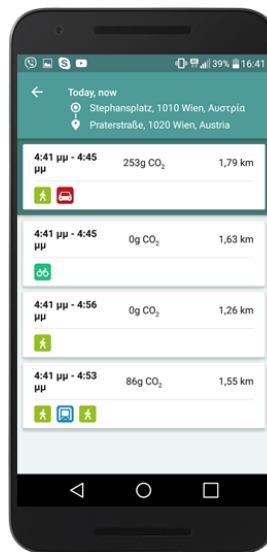 39% 16:41
Today, now
Stephansplatz, 1010 Wien, Αυστρία
Praterstraße, 1020 Wien, Austria
4:41 μμ - 4:45 μμ 253g CO₂ 1,79 km
4:41 μμ - 4:45 μμ 0g CO₂ 1,63 km
4:41 μμ - 4:56 μμ 0g CO₂ 1,26 km
4:41 μμ - 4:53 μμ 86g CO₂ 1,55 km